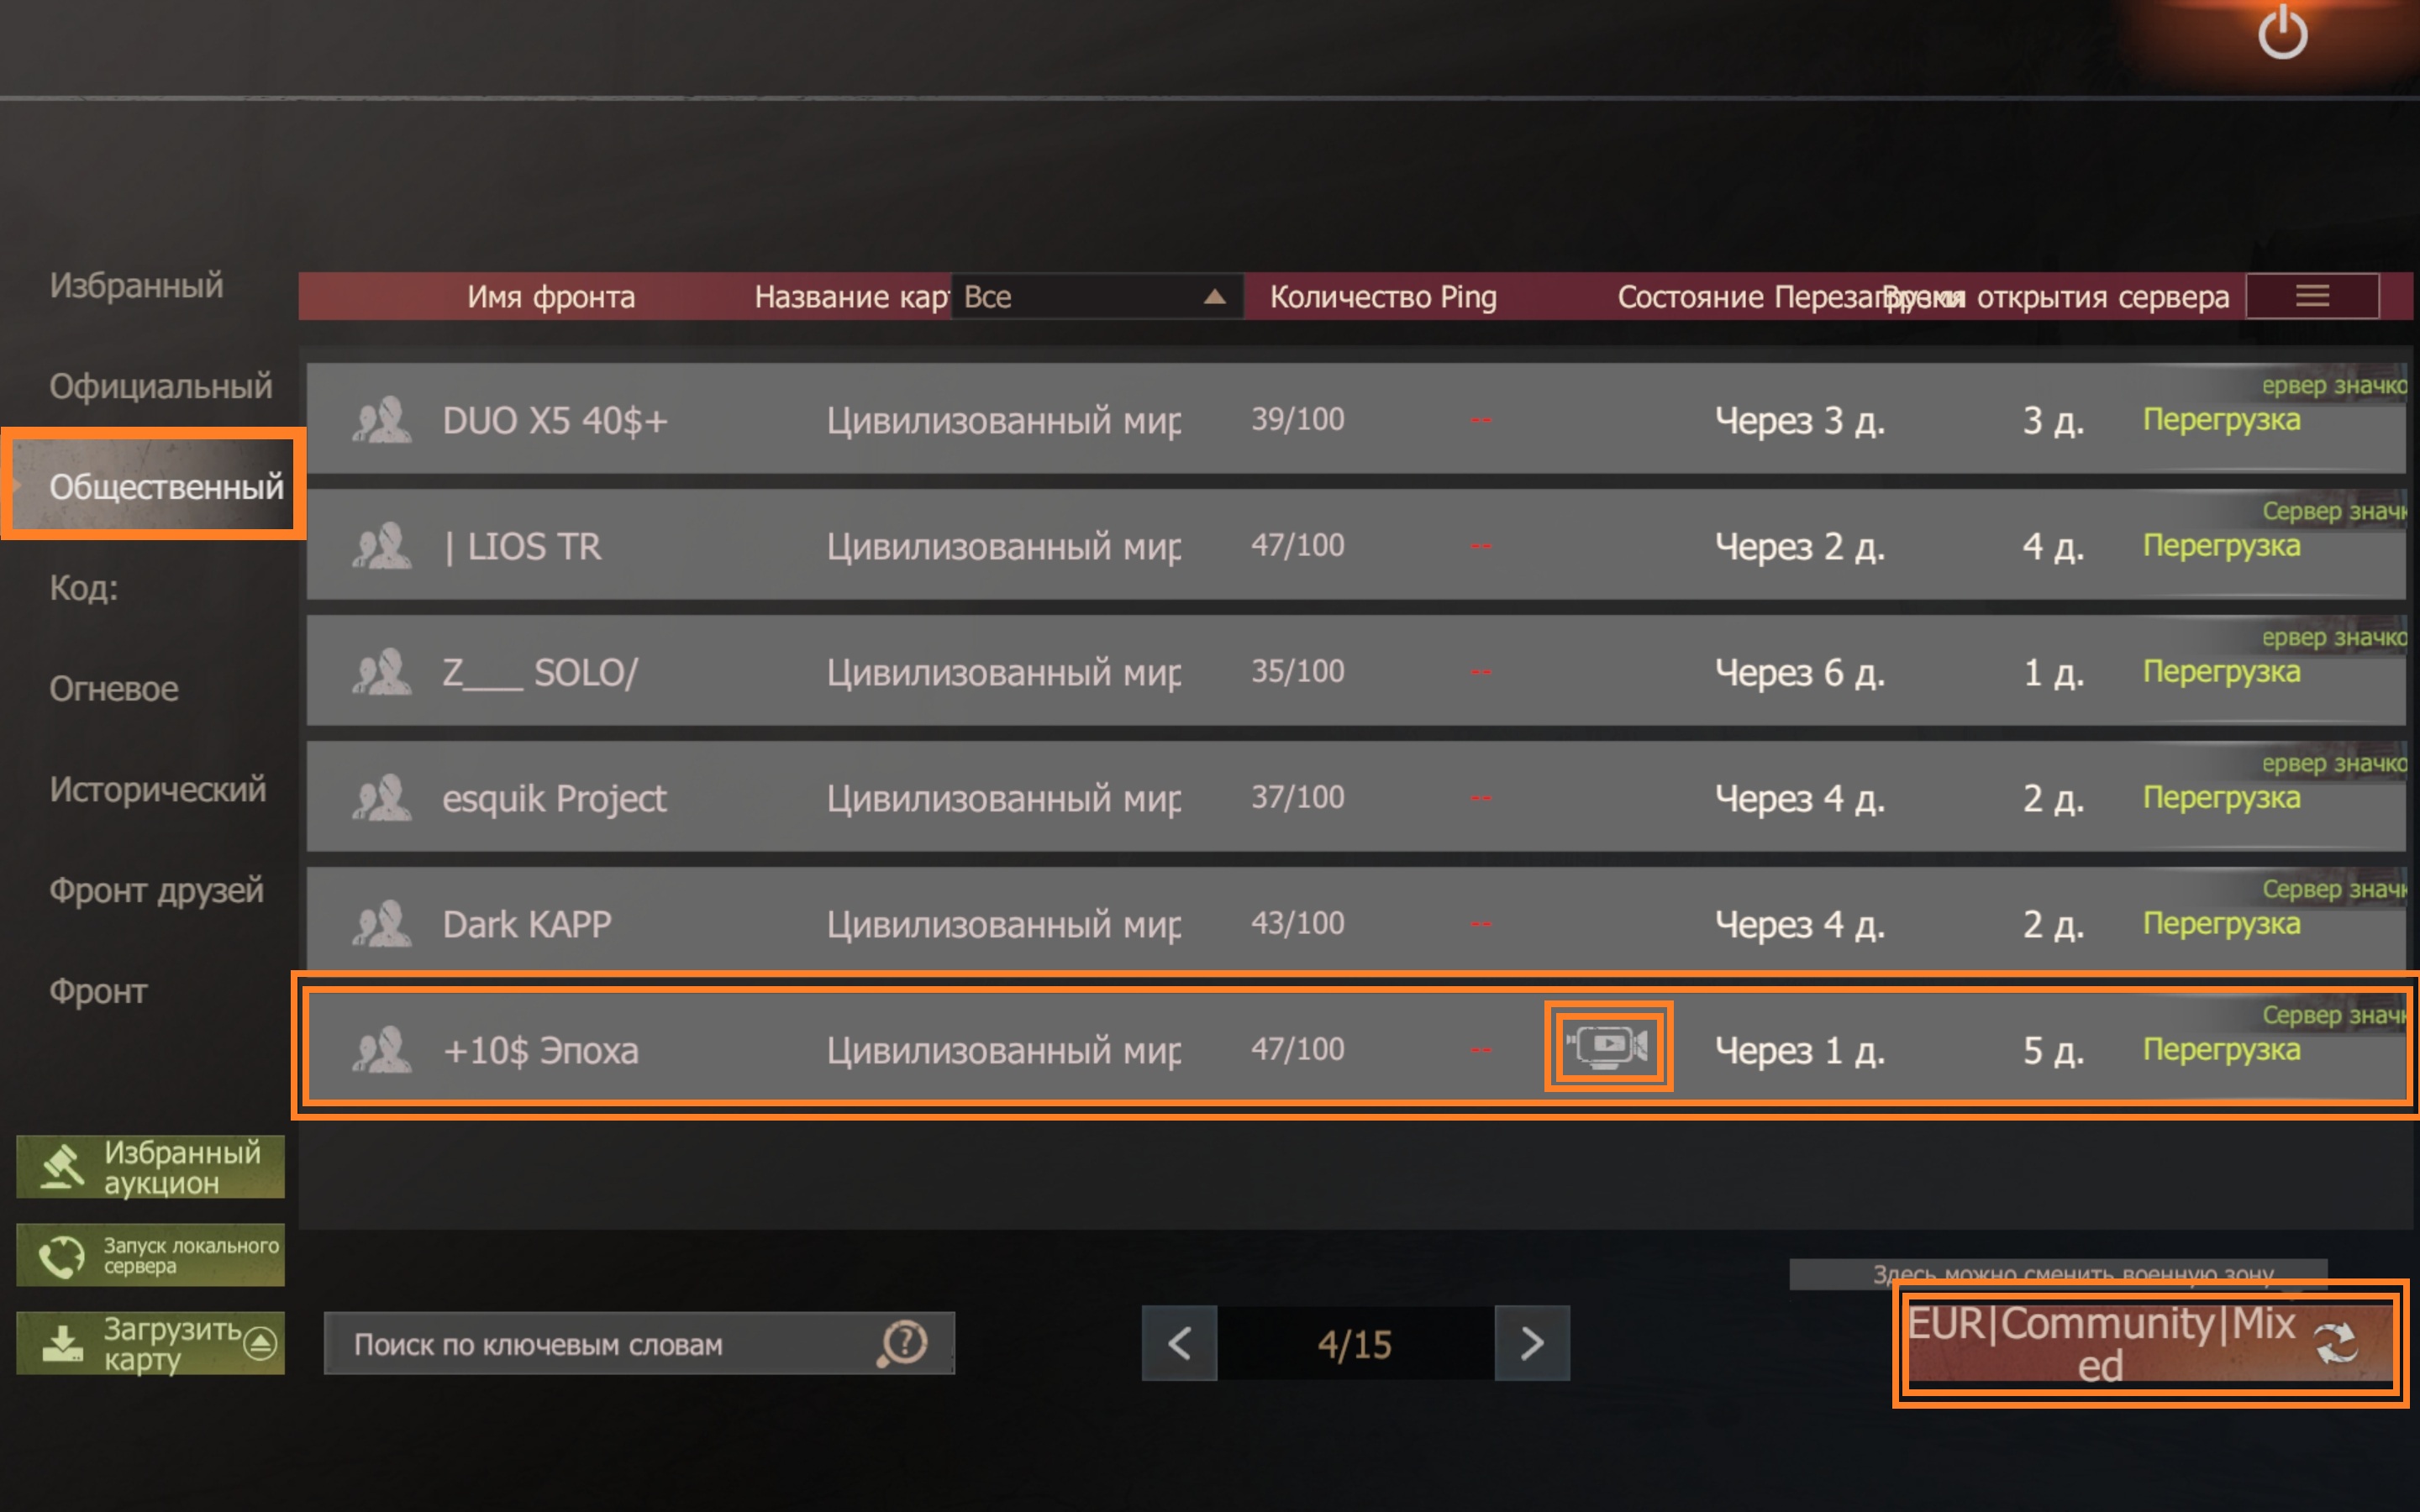 Избранный
Официальный
Общественный
Код:
Огневое
Исторический
Фронт друзей
Фронт
Имя фронта Название кар Все Количество Ping Состояние Перезагрузки Время открытия сервера
ервер значко
DUO X5 40$+ Цивилизованный мир 39/100 -- Через 3 д. 3 д. Перегрузка
Сервер значк
| LIOS TR Цивилизованный мир 47/100 -- Через 2 д. 4 д. Перегрузка
ервер значко
Z___ SOLO/ Цивилизованный мир 35/100 -- Через 6 д. 1 д. Перегрузка
ервер значко
esquik Project Цивилизованный мир 37/100 -- Через 4 д. 2 д. Перегрузка
Сервер значк
Dark KAPP Цивилизованный мир 43/100 -- Через 4 д. 2 д. Перегрузка
Сервер значк
+10$ Эпоха Цивилизованный мир 47/100 -- Через 1 д. 5 д. Перегрузка
Избранный
аукцион
Запуск локального
сервера
Загрузить
карту
Поиск по ключевым словам
4/15
Здесь можно сменить военную зону
EUR|Community|Mix
ed